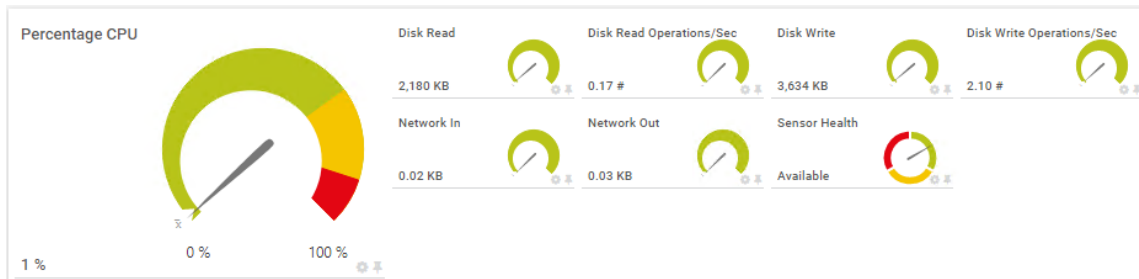 Percentage CPU
x̄
0 %
100 %
1 %
Disk Read
2,180 KB
Disk Read Operations/Sec
0.17 #
Disk Write
3,634 KB
Disk Write Operations/Sec
2.10 #
Network In
0.02 KB
Network Out
0.03 KB
Sensor Health
Available